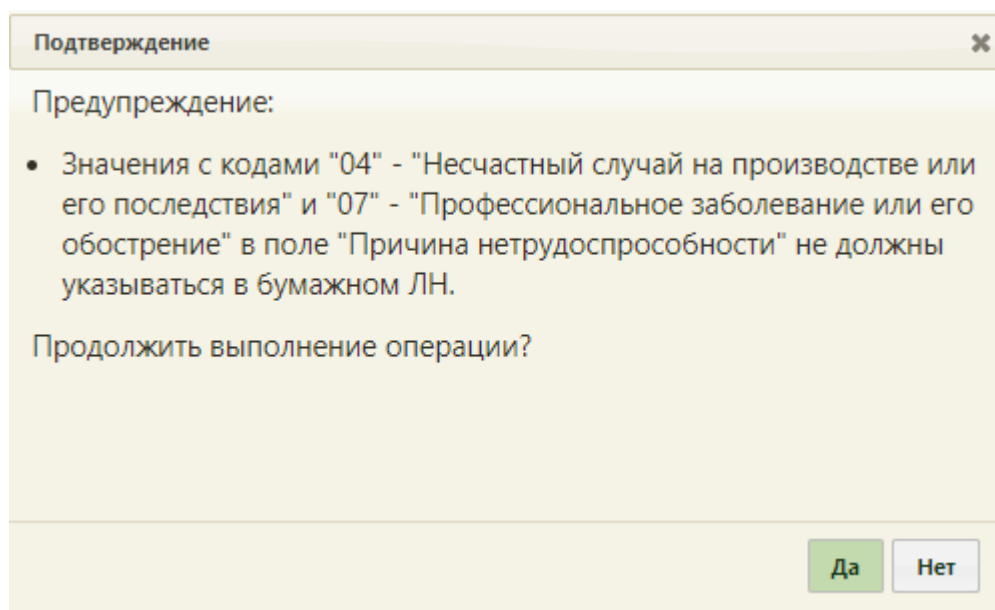 Подтверждение
Предупреждение:
• Значения с кодами "04" - "Несчастный случай на производстве или
его последствия" и "07" - "Профессиональное заболевание или его
обострение" в поле "Причина нетрудоспрособности" не должны
указываться в бумажном ЛН.
Продолжить выполнение операции?
Да Нет